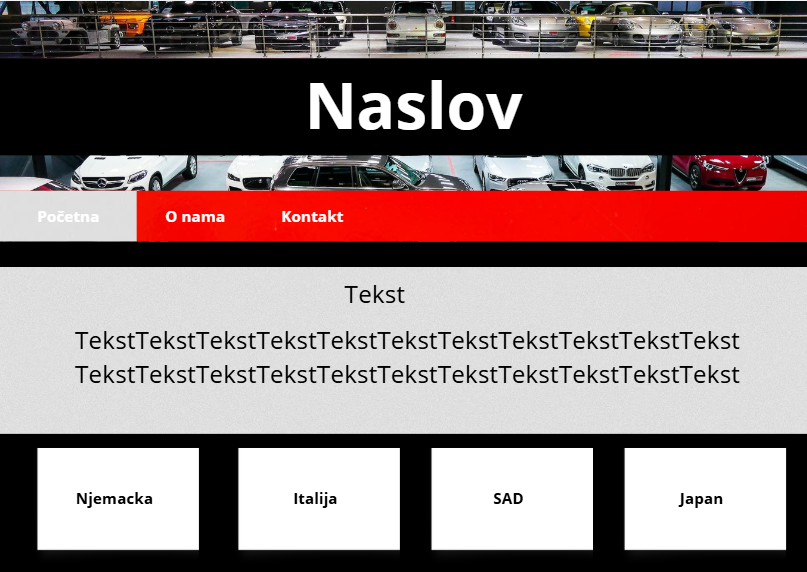 Naslov
Početna O nama Kontakt
Tekst
TekstTekstTekstTekstTekstTekstTekstTekstTekstTekstTekst
TekstTekstTekstTekstTekstTekstTekstTekstTekstTekstTekst
Njemacka Italija SAD Japan